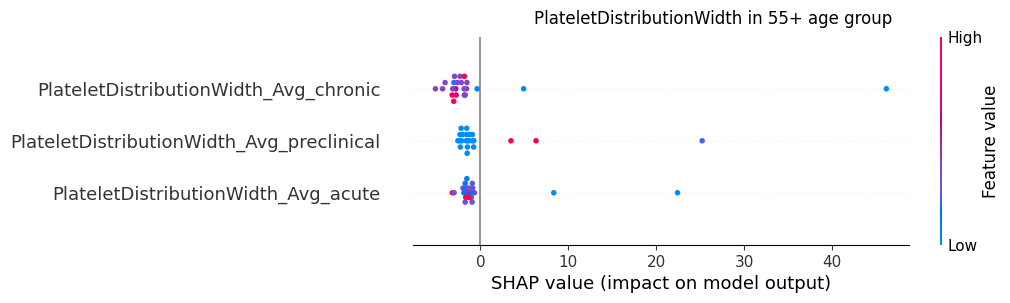 PlateletDistributionWidth in 55+ age group
High
PlateletDistributionWidth_Avg_chronic
PlateletDistributionWidth_Avg_preclinical
PlateletDistributionWidth_Avg_acute
Feature value
Low
0 10 20 30 40
SHAP value (impact on model output)